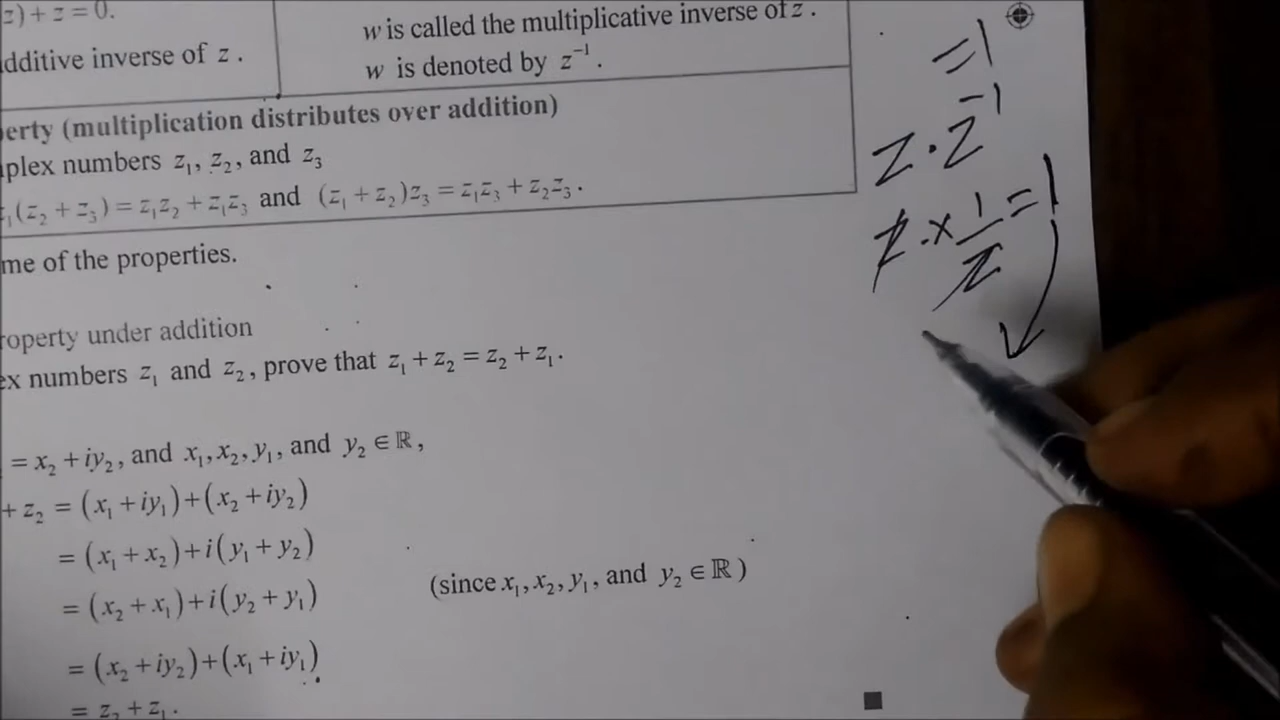 z) + z = 0.
w is called the multiplicative inverse of z .
additive inverse of z .
w is denoted by z⁻¹ .
erty (multiplication distributes over addition)
plex numbers z₁, z₂, and z₃
z₁(z₂ + z₃) = z₁z₂ + z₁z₃ and (z₁ + z₂)z₃ = z₁z₃ + z₂z₃ .
me of the properties.
roperty under addition
ex numbers z₁ and z₂, prove that z₁ + z₂ = z₂ + z₁.
= x₂ + iy₂, and x₁, x₂, y₁, and y₂ ∈ ℝ,
+ z₂ = (x₁ + iy₁) + (x₂ + iy₂)
= (x₁ + x₂) + i(y₁ + y₂)
= (x₂ + x₁) + i(y₂ + y₁) (since x₁, x₂, y₁, and y₂ ∈ ℝ)
= (x₂ + iy₂) + (x₁ + iy₁)
= z₂ + z₁.
= 1
z · z⁻¹
z · × 1/z = 1